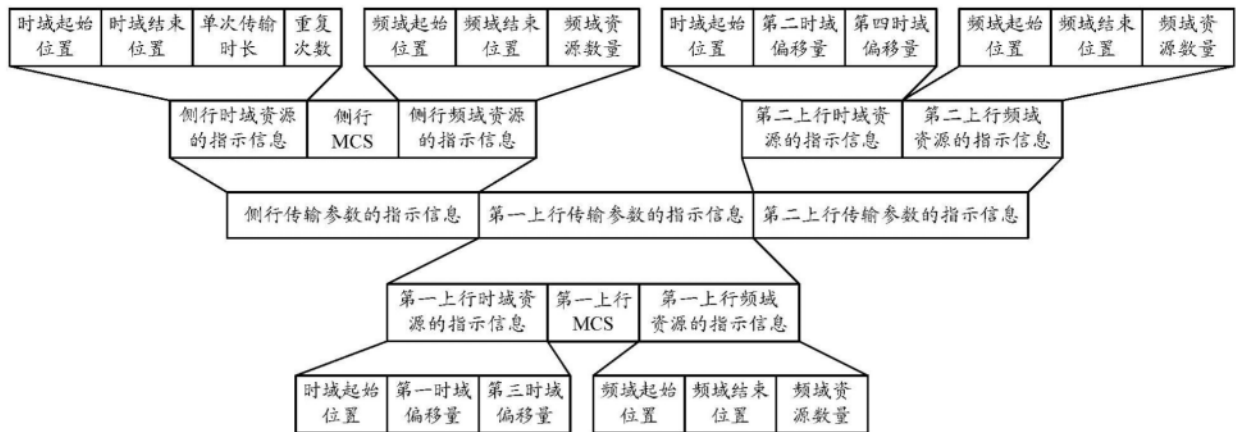 时域起始 时域结束 单次传输 重复 频域起始 频域结束 频域资 时域起始 第二时域 第四时域 频域起始 频域结束 频域资
位置 位置 时长 次数 位置 位置 源数量 位置 偏移量 偏移量 位置 位置 源数量
侧行时域资源 侧行 侧行频域资源 第二上行时域资 第二上行频域
的指示信息 MCS 的指示信息 源的指示信息 资源的指示信息
侧行传输参数的指示信息 第一上行传输参数的指示信息 第二上行传输参数的指示信息
第一上行时域资 第一上行 第一上行频域
源的指示信息 MCS 资源的指示信息
时域起始 第一时域 第三时域 频域起始 频域结束 频域资
位置 偏移量 偏移量 位置 位置 源数量